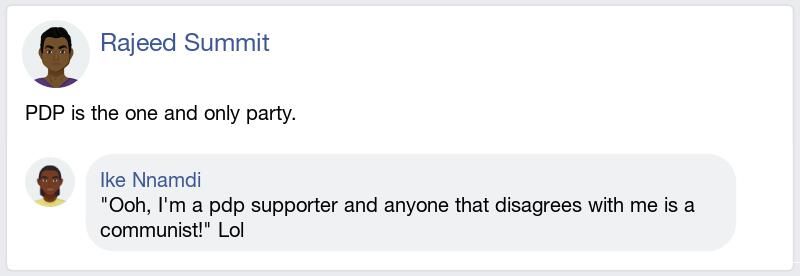 Rajeed Summit
PDP is the one and only party.
Ike Nnamdi
"Ooh, I'm a pdp supporter and anyone that disagrees with me is a
communist!" Lol